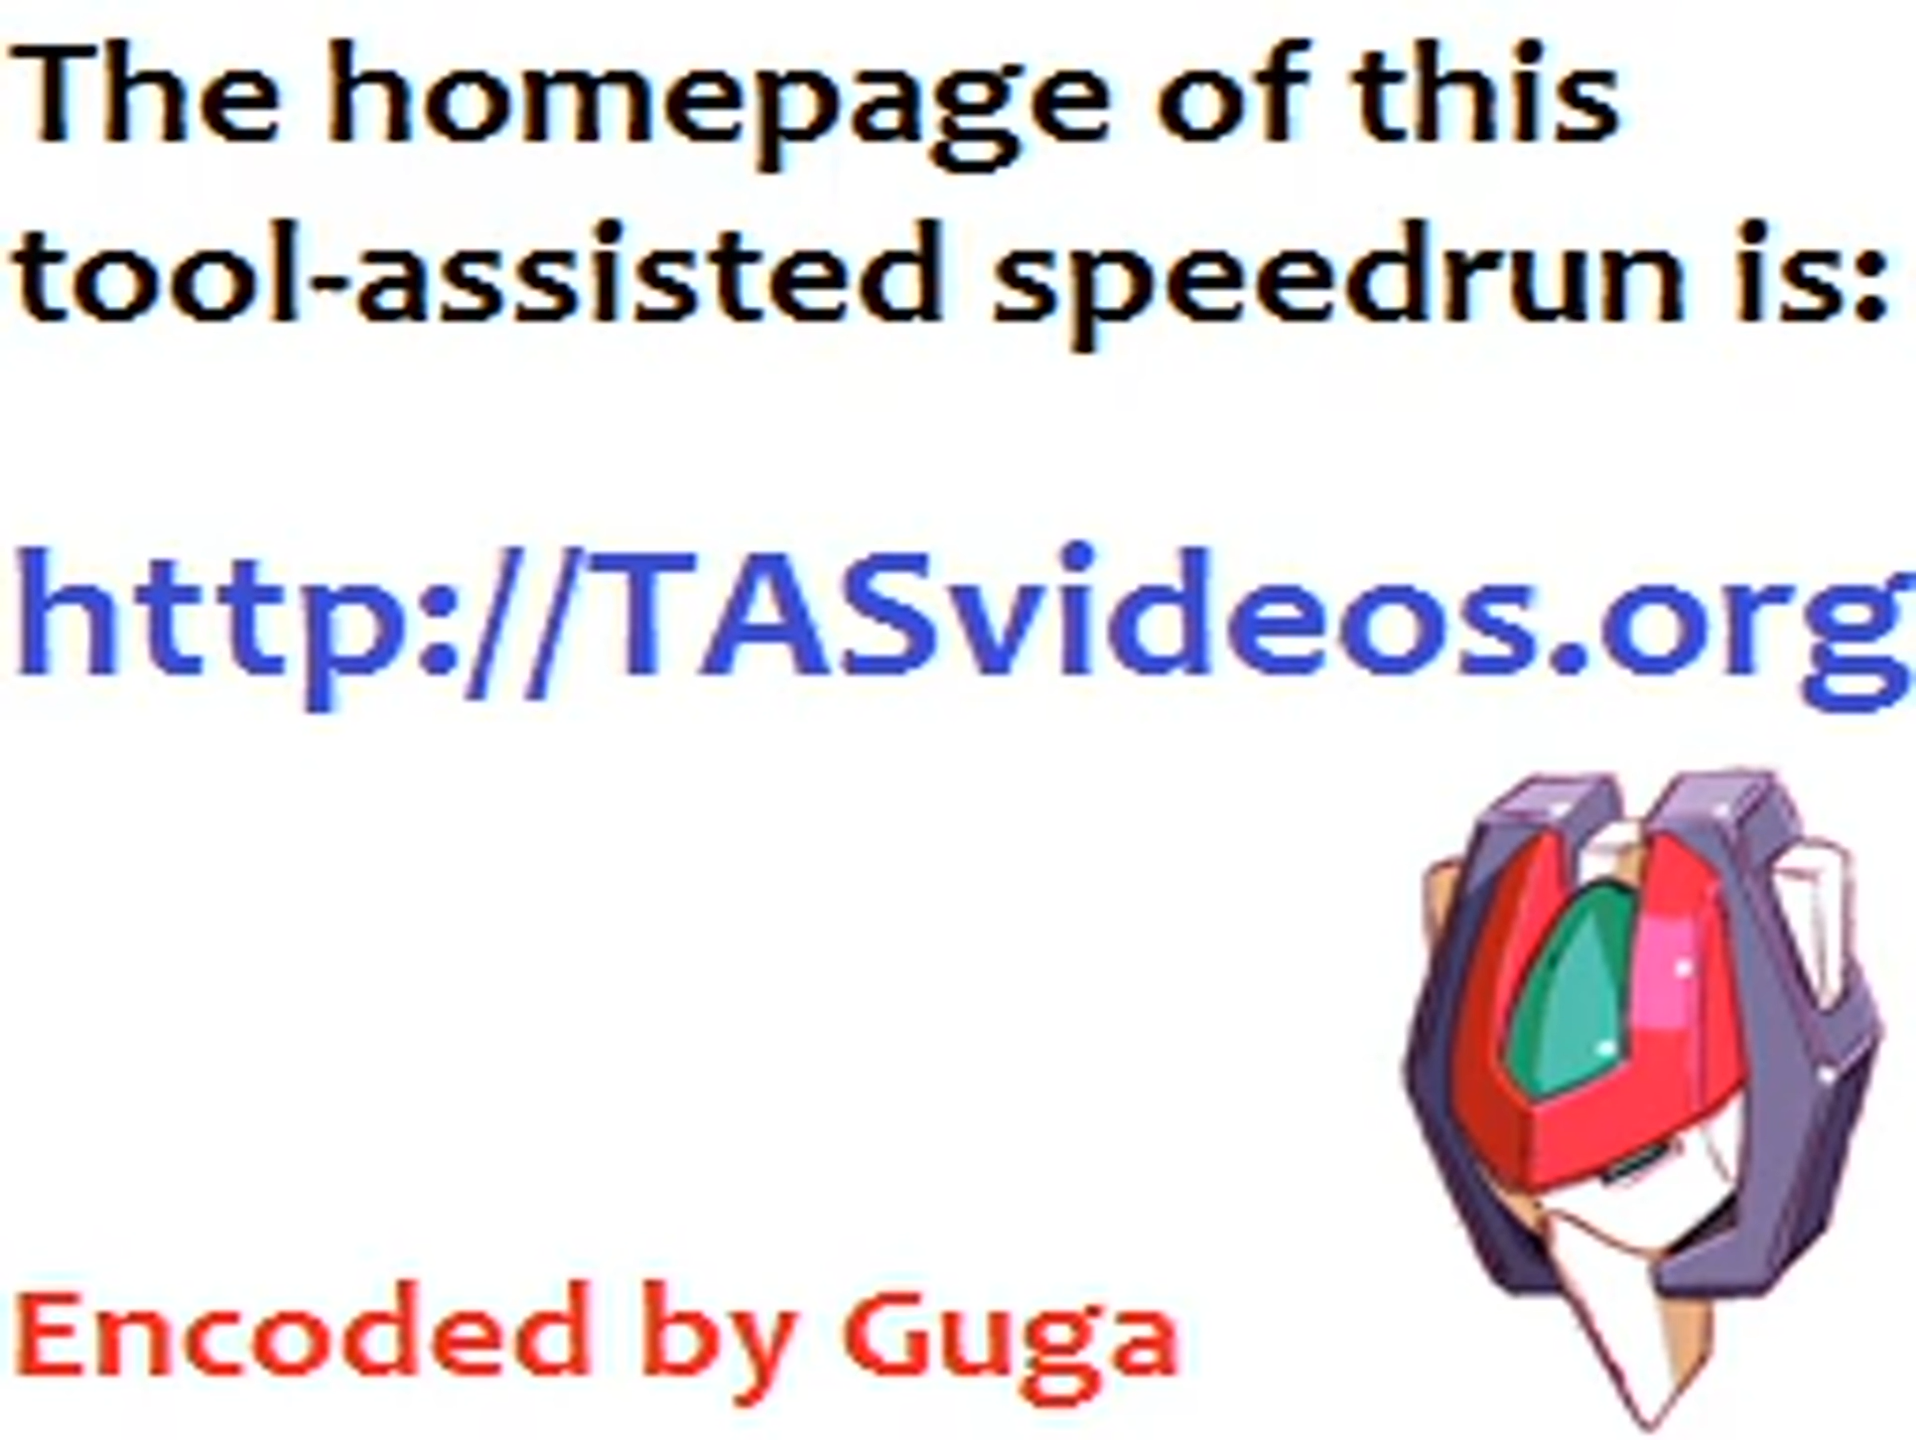 The homepage of this
tool-assisted speedrun is:
http://TASvideos.org
Encoded by Guga